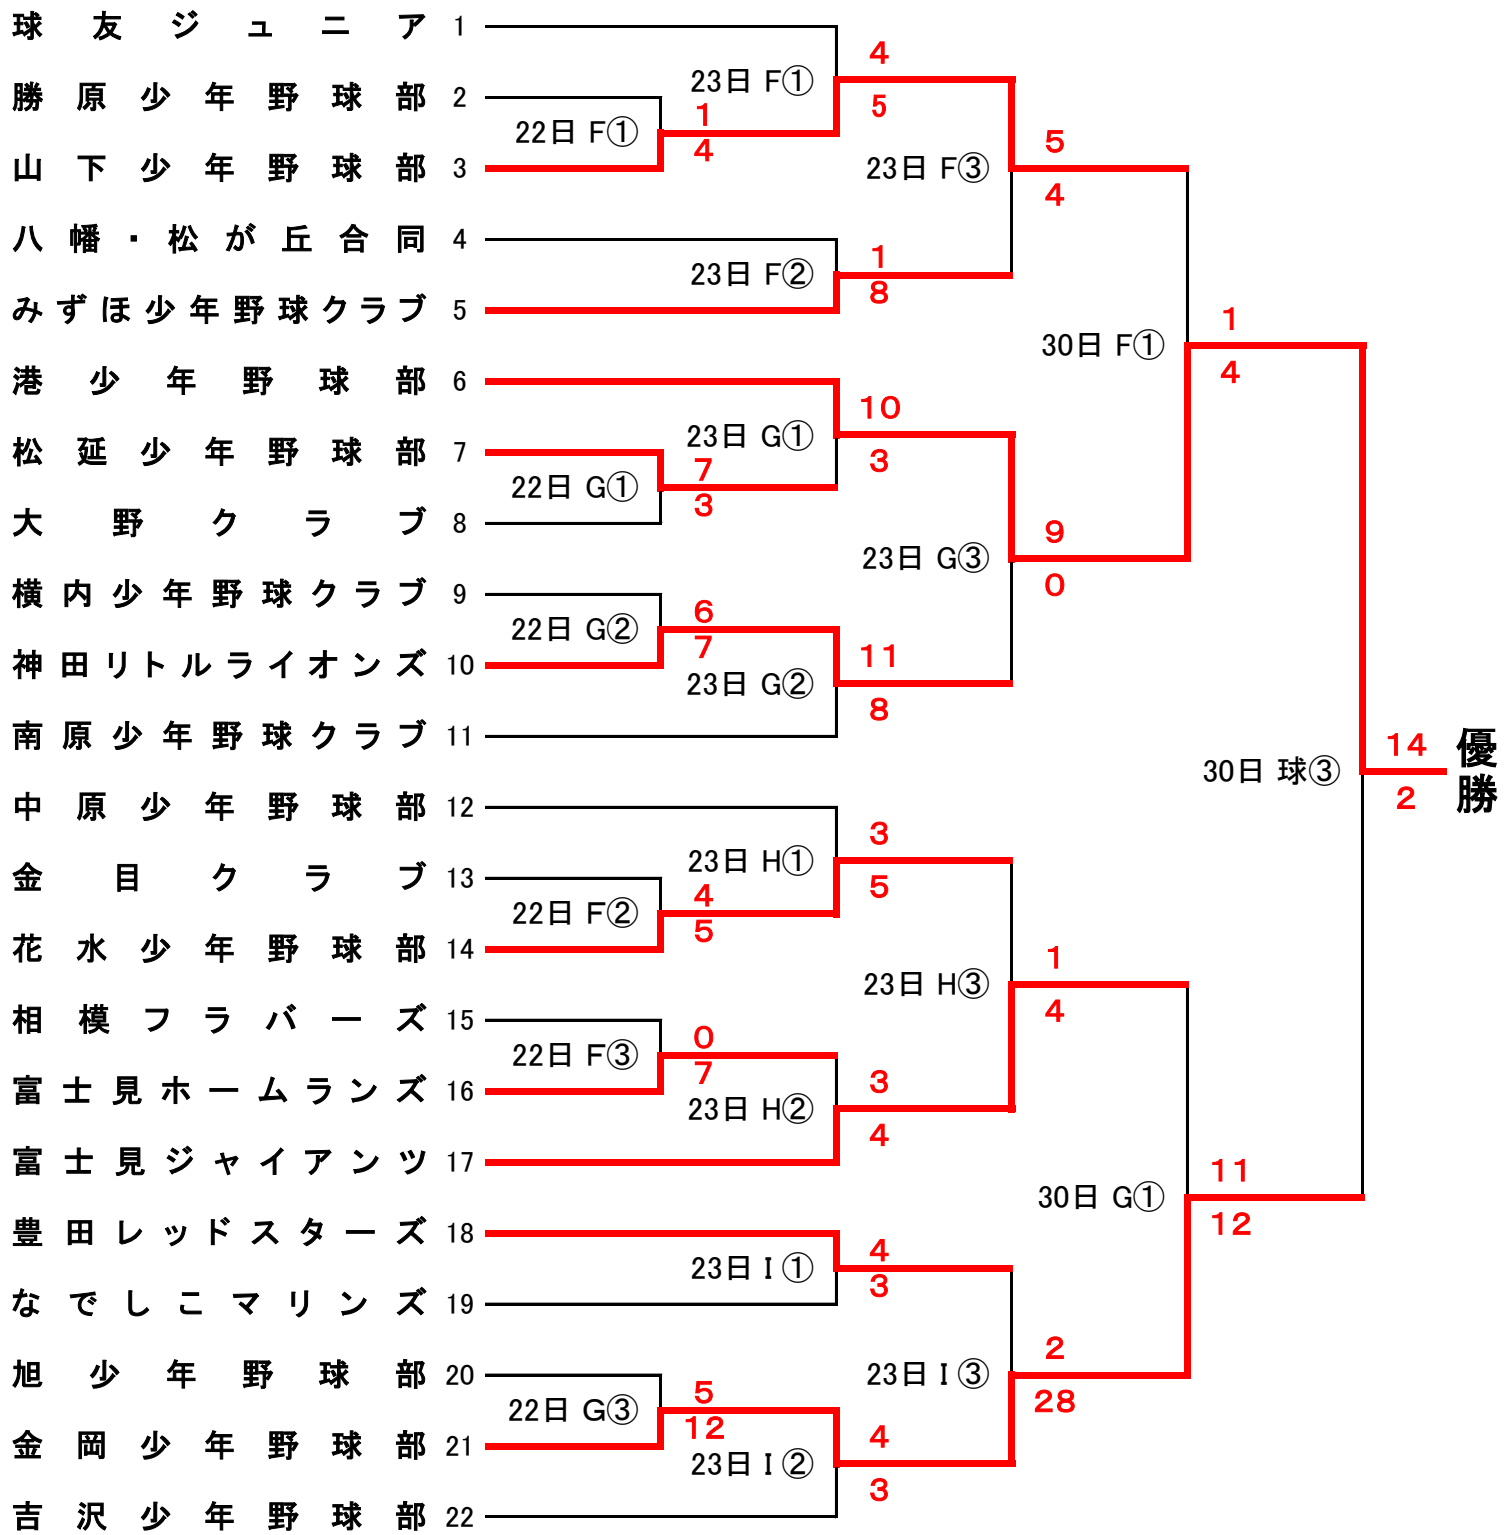 球友ジュニア 1
4
23日 F①
勝原少年野球部 2
5
1
22日 F①
4
5
山下少年野球部 3
23日 F③
4
八幡・松が丘合同 4
1
23日 F②
8
みずほ少年野球クラブ 5
1
30日 F①
4
港少年野球部 6
10
23日 G①
松延少年野球部 7
3
7
22日 G①
3
大野クラブ 8
9
23日 G③
0
横内少年野球クラブ 9
6
22日 G②
7
神田リトルライオンズ 10
11
23日 G②
8
南原少年野球クラブ 11
14
優勝
30日 球③
2
中原少年野球部 12
3
23日 H①
金目クラブ 13
5
4
22日 F②
5
花水少年野球部 14
1
23日 H③
4
相模フラバーズ 15
0
22日 F③
7
富士見ホームランズ 16
3
23日 H②
4
富士見ジャイアンツ 17
11
30日 G①
12
豊田レッドスターズ 18
4
23日 I①
3
なでしこマリンズ 19
2
23日 I③
28
旭少年野球部 20
5
22日 G③
12
金岡少年野球部 21
4
23日 I②
3
吉沢少年野球部 22